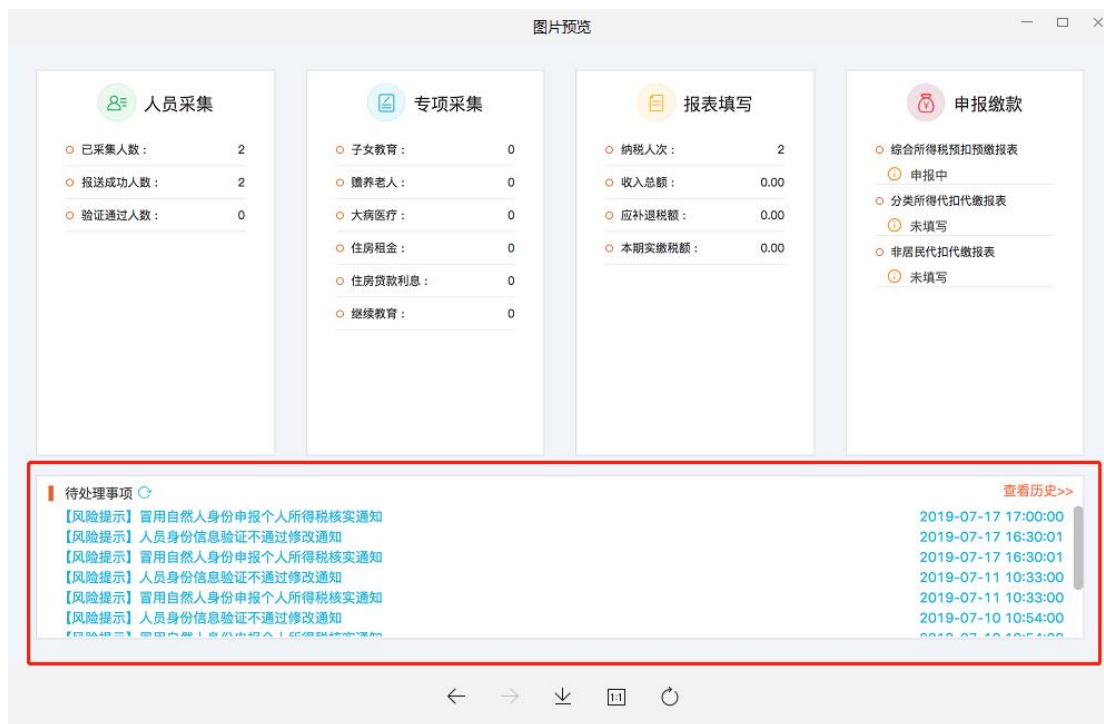 图片预览
人员采集
已采集人数： 2
报送成功人数： 2
验证通过人数： 0
专项采集
子女教育： 0
赡养老人： 0
大病医疗： 0
住房租金： 0
住房贷款利息： 0
继续教育： 0
报表填写
纳税人次： 2
收入总额： 0.00
应补退税额： 0.00
本期实缴税额： 0.00
申报缴款
综合所得税预扣预缴报表
申报中
分类所得代扣代缴报表
未填写
非居民代扣代缴报表
未填写
待处理事项 查看历史>>
【风险提示】冒用自然人身份申报个人所得税核实通知 2019-07-17 17:00:00
【风险提示】人员身份信息验证不通过修改通知 2019-07-17 16:30:01
【风险提示】冒用自然人身份申报个人所得税核实通知 2019-07-17 16:30:01
【风险提示】人员身份信息验证不通过修改通知 2019-07-11 10:33:00
【风险提示】冒用自然人身份申报个人所得税核实通知 2019-07-11 10:33:00
【风险提示】人员身份信息验证不通过修改通知 2019-07-10 10:54:00
1:1